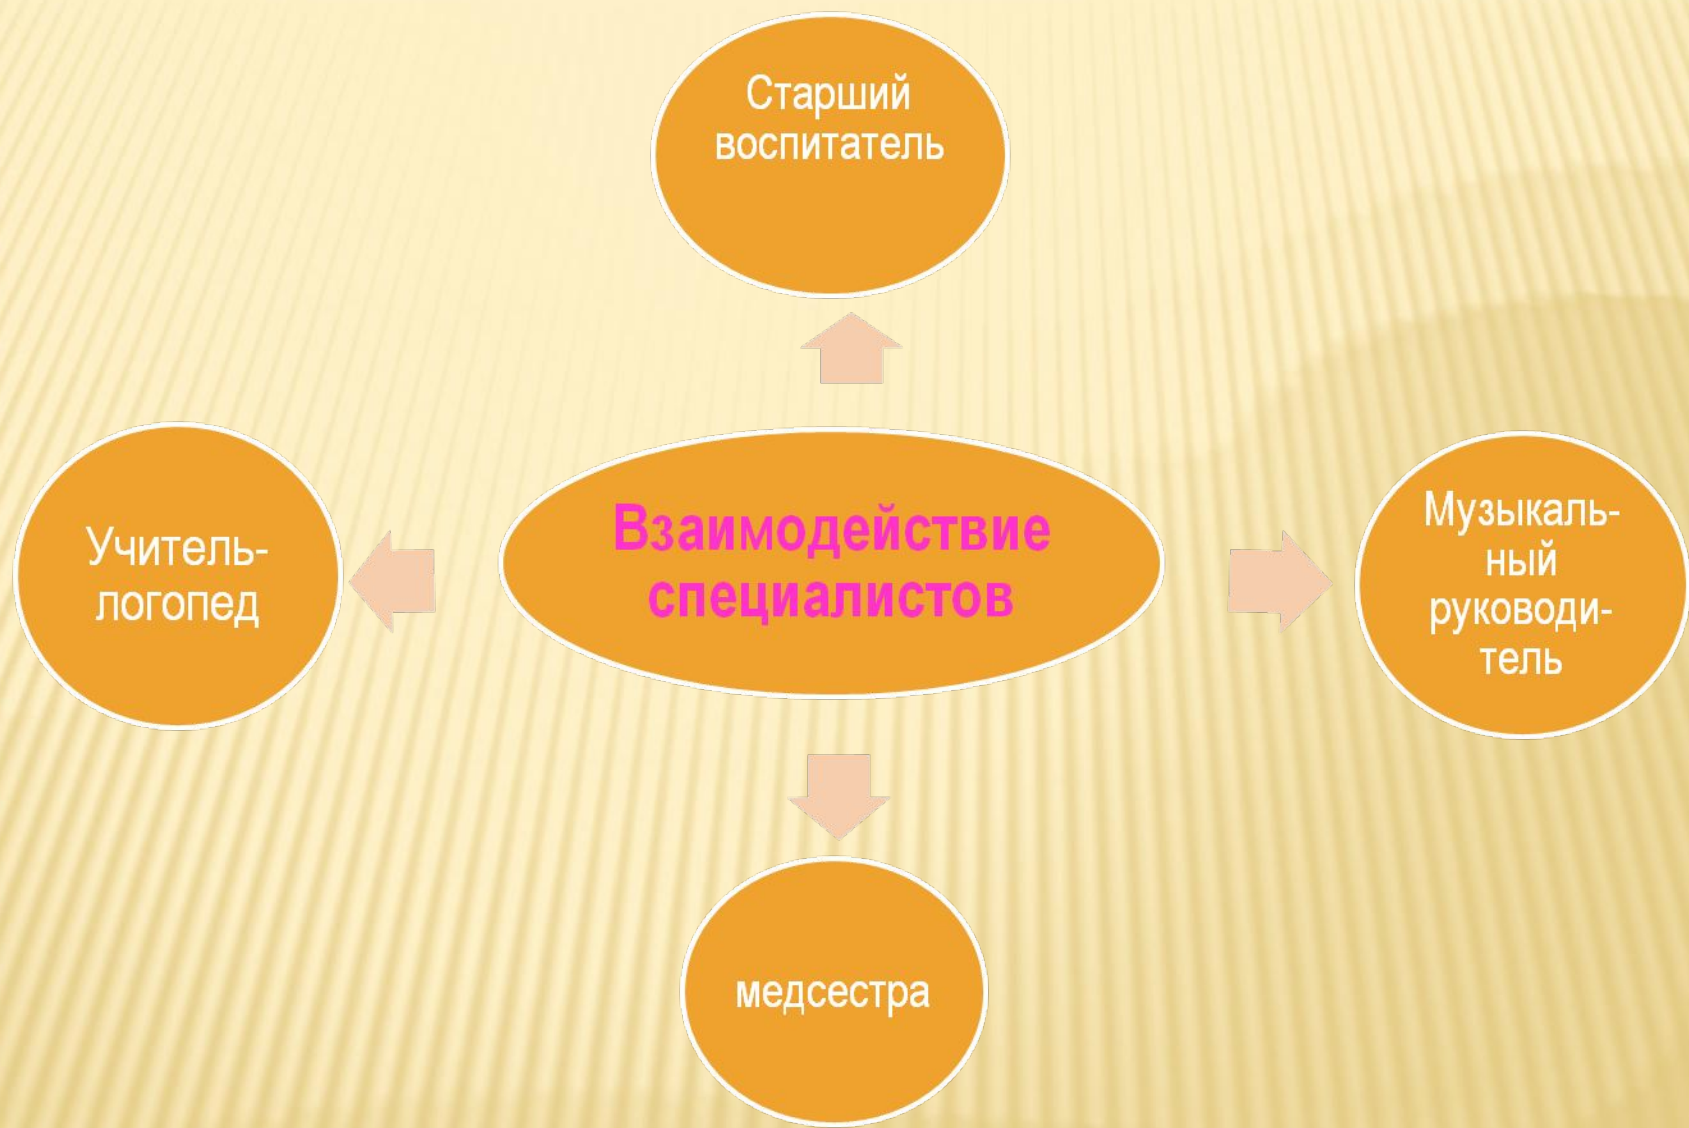 Старший
воспитатель
Взаимодействие
специалистов
Учитель-
логопед
Музыкаль-
ный
руководи-
тель
медсестра